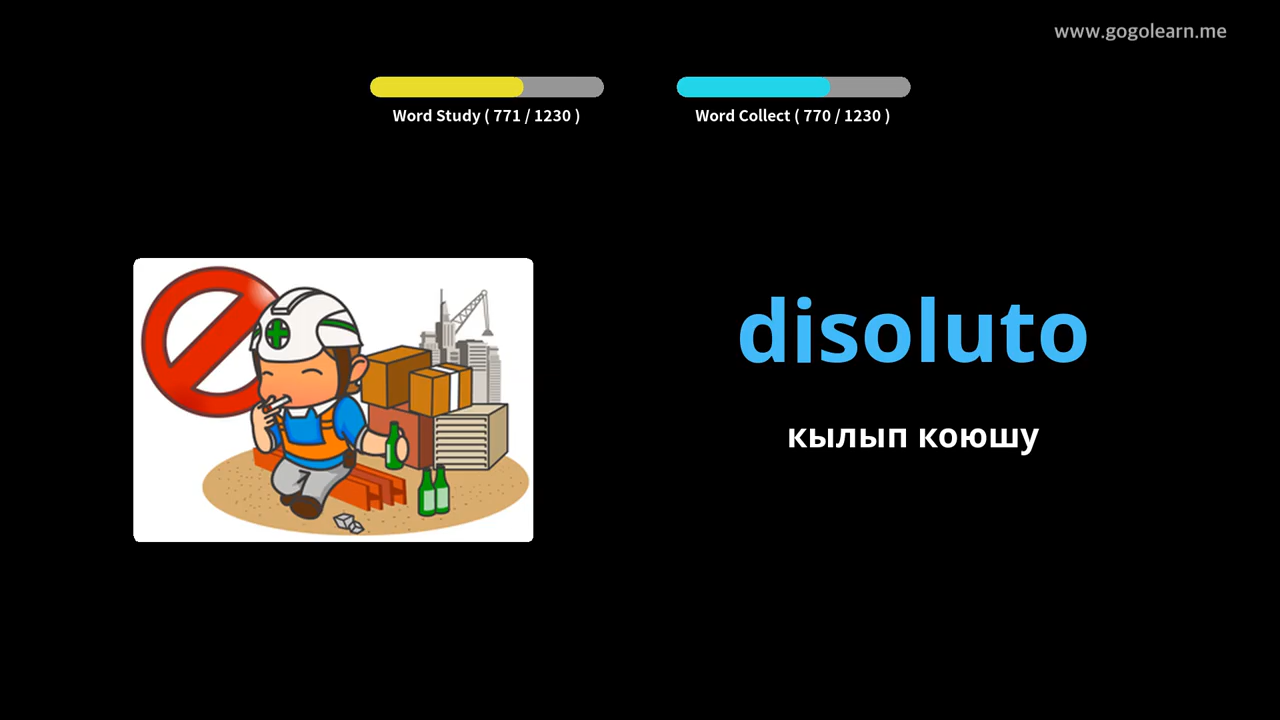 www.gogolearn.me
Word Study ( 771 / 1230 )
Word Collect ( 770 / 1230 )
disoluto
кылып коюшу